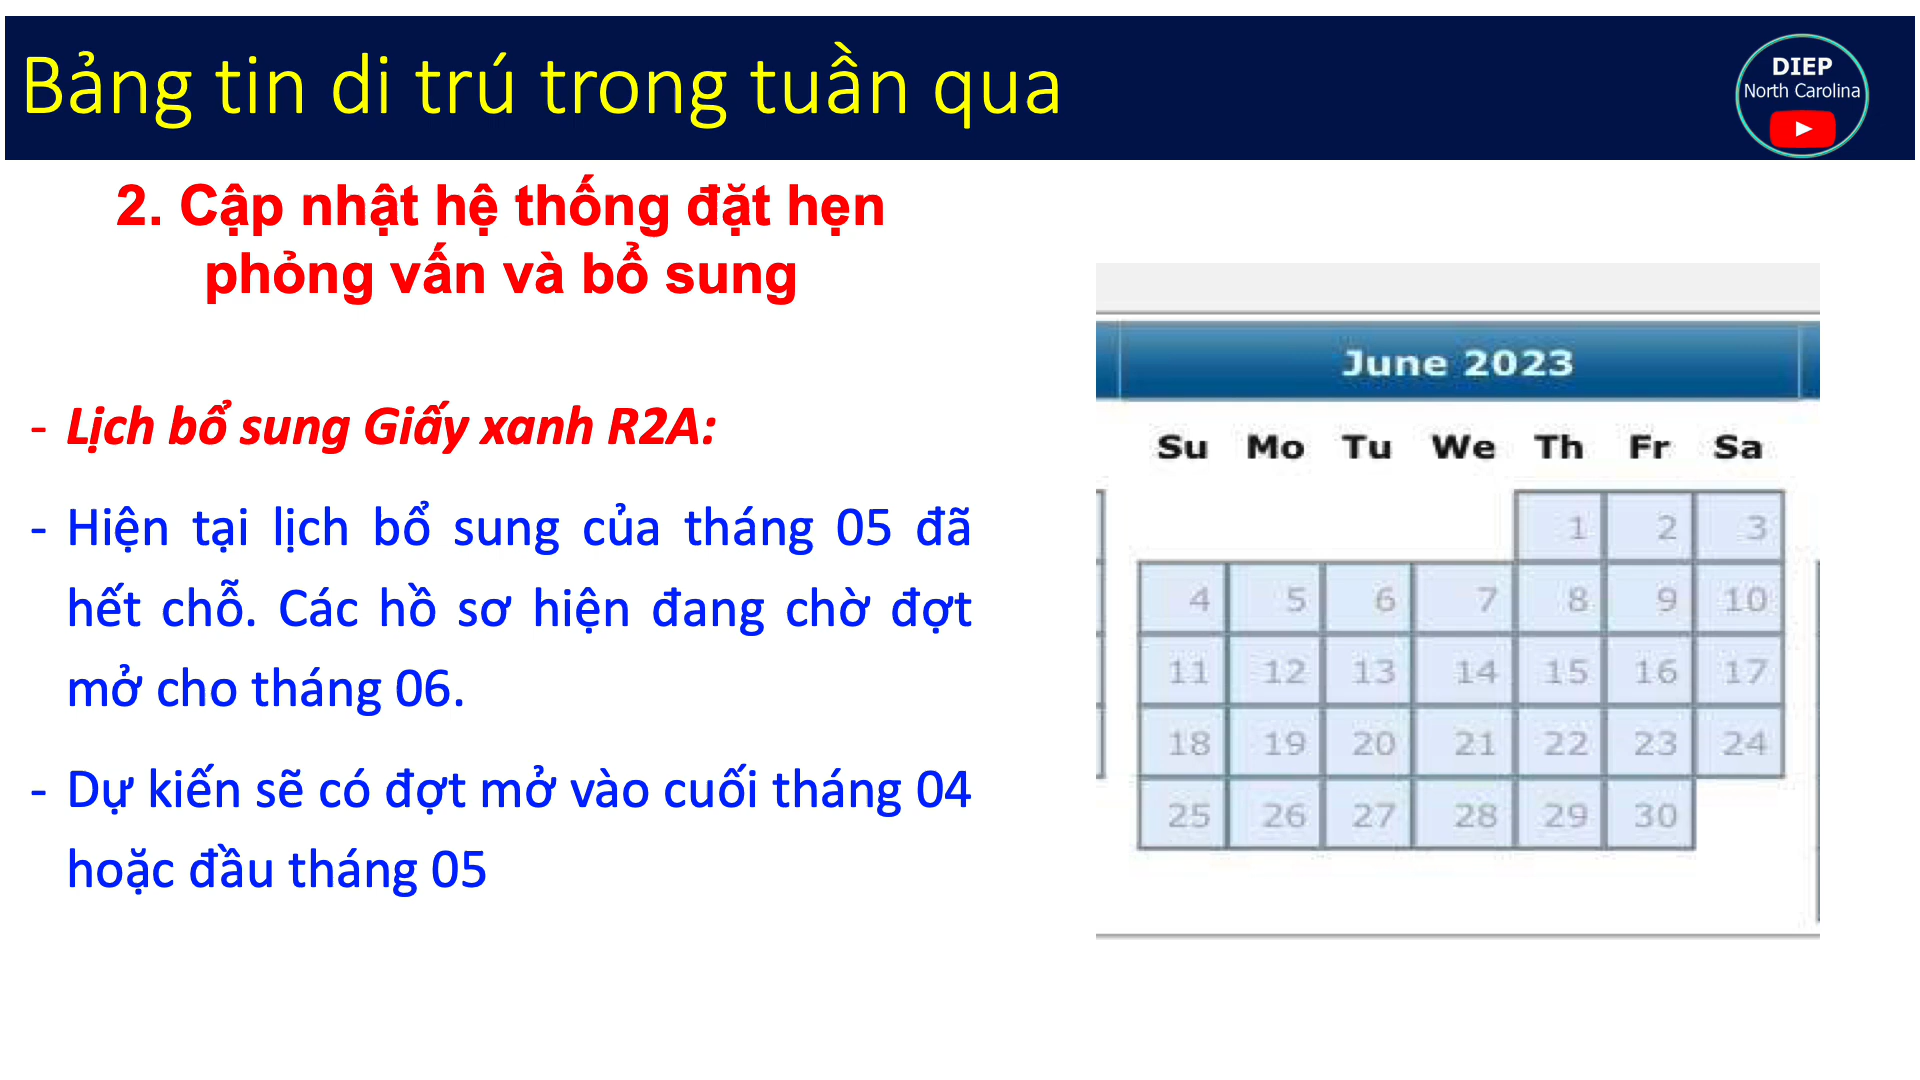 Bảng tin di trú trong tuần qua
DIEP
North Carolina
2. Cập nhật hệ thống đặt hẹn
phỏng vấn và bổ sung
- Lịch bổ sung Giấy xanh R2A:
- Hiện tại lịch bổ sung của tháng 05 đã
hết chỗ. Các hồ sơ hiện đang chờ đợt
mở cho tháng 06.
- Dự kiến sẽ có đợt mở vào cuối tháng 04
hoặc đầu tháng 05
June 2023
Su Mo Tu We Th Fr Sa
1 2 3
4 5 6 7 8 9 10
11 12 13 14 15 16 17
18 19 20 21 22 23 24
25 26 27 28 29 30